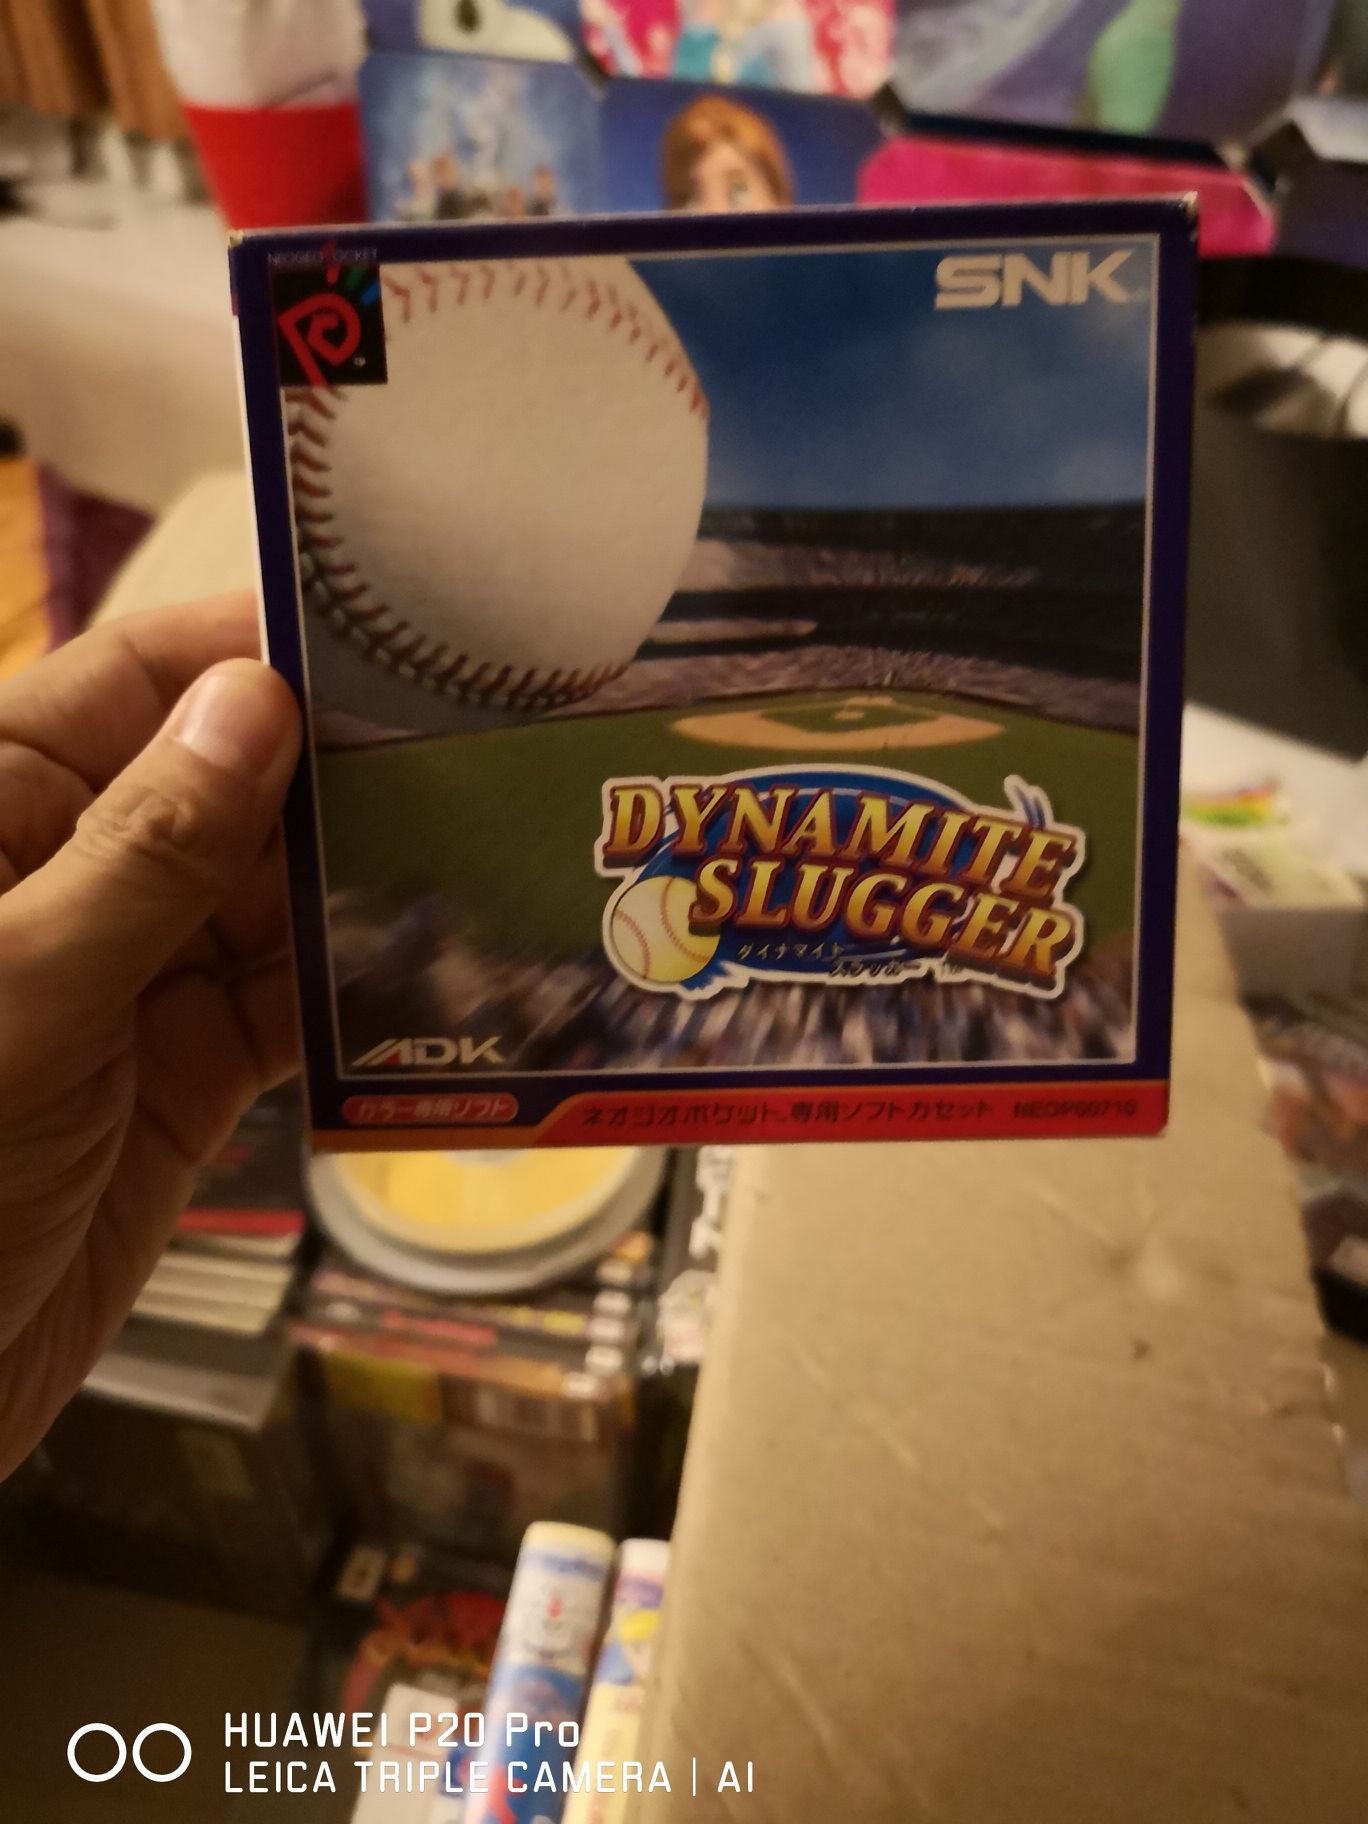 NEOGEO POCKET
SNK
DYNAMITE
SLUGGER
ダイナマイト
スラッガー TM
ADK
カラー専用ソフト
ネオジオポケット専用ソフトカセット NEOP00710
HUAWEI P20 Pro
LEICA TRIPLE CAMERA | AI